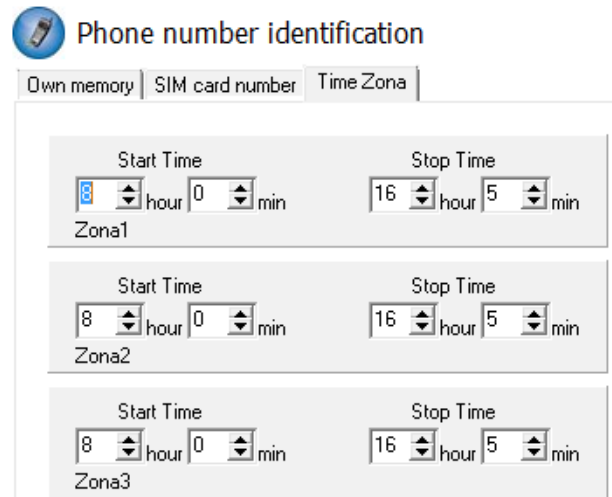 Phone number identification
Own memory SIM card number Time Zona
Start Time Stop Time
8 hour 0 min 16 hour 5 min
Zona1
Start Time Stop Time
8 hour 0 min 16 hour 5 min
Zona2
Start Time Stop Time
8 hour 0 min 16 hour 5 min
Zona3